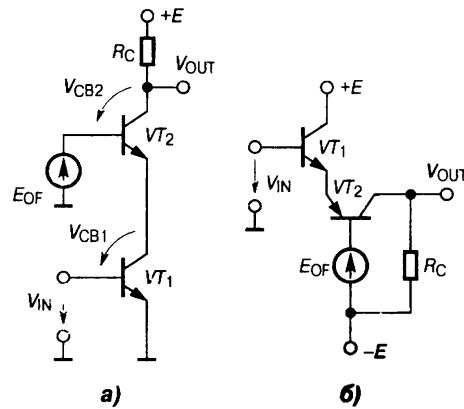 +E
R_C
V_OUT
V_CB2
VT_2
E_OF
V_CB1
VT_1
V_IN
а)
+E
VT_1
V_IN
VT_2
V_OUT
E_OF
R_C
–E
б)